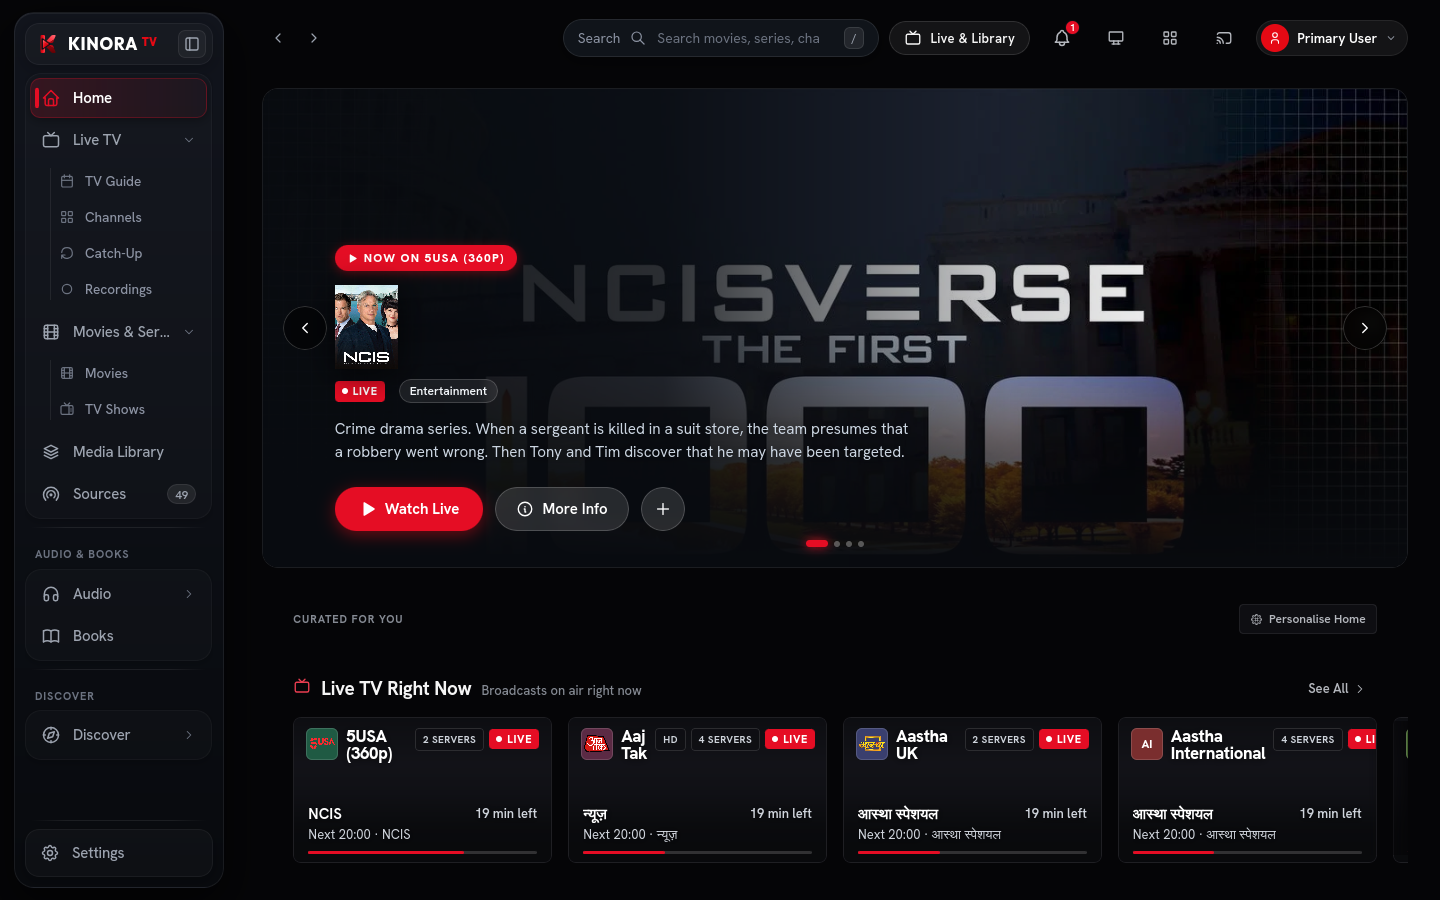 KINORA TV
Search
Search movies, series, cha
/
Live & Library
1
Primary User
Home
Live TV
TV Guide
Channels
Catch-Up
Recordings
Movies & Ser...
Movies
TV Shows
Media Library
Sources
49
AUDIO & BOOKS
Audio
Books
DISCOVER
Discover
Settings
NOW ON 5USA (360P)
NCISVERSE
THE FIRST
1000
NCIS
LIVE
Entertainment
Crime drama series. When a sergeant is killed in a suit store, the team presumes that
a robbery went wrong. Then Tony and Tim discover that he may have been targeted.
Watch Live
More Info
CURATED FOR YOU
Personalise Home
Live TV Right Now
Broadcasts on air right now
See All
5USA
5USA
(360p)
2 SERVERS
LIVE
NCIS
19 min left
Next 20:00 · NCIS
Aaj
Tak
HD
4 SERVERS
LIVE
न्यूज़
19 min left
Next 20:00 · न्यूज़
Aastha
UK
2 SERVERS
LIVE
आस्था स्पेशयल
19 min left
Next 20:00 · आस्था स्पेशयल
AI
Aastha
International
4 SERVERS
LI
आस्था स्पेशयल
19 min left
Next 20:00 · आस्था स्पेशयल